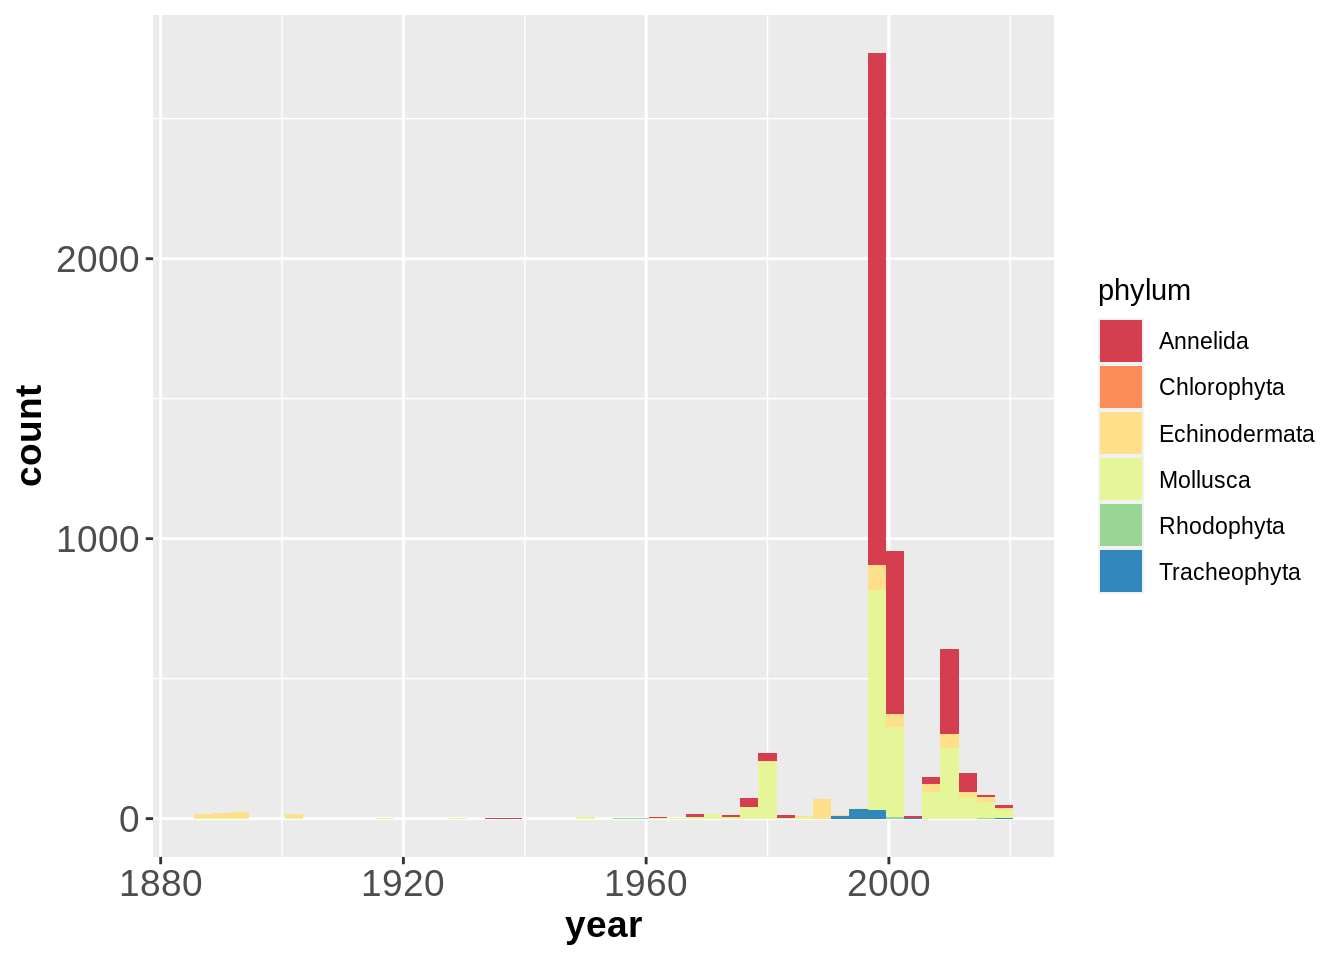 2000
1000
0
count
1880 1920 1960 2000
year
phylum
Annelida
Chlorophyta
Echinodermata
Mollusca
Rhodophyta
Tracheophyta